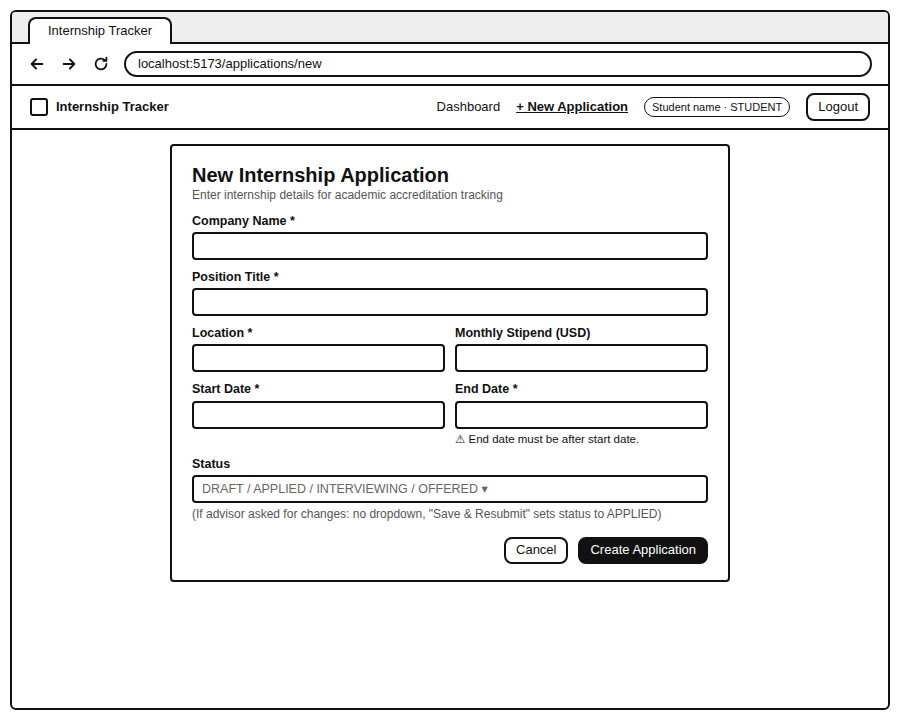 Internship Tracker
localhost:5173/applications/new
Internship Tracker
Dashboard + New Application Student name · STUDENT Logout
New Internship Application
Enter internship details for academic accreditation tracking
Company Name *
Position Title *
Location * Monthly Stipend (USD)
Start Date * End Date *
⚠ End date must be after start date.
Status
DRAFT / APPLIED / INTERVIEWING / OFFERED ▾
(If advisor asked for changes: no dropdown, "Save & Resubmit" sets status to APPLIED)
Cancel Create Application